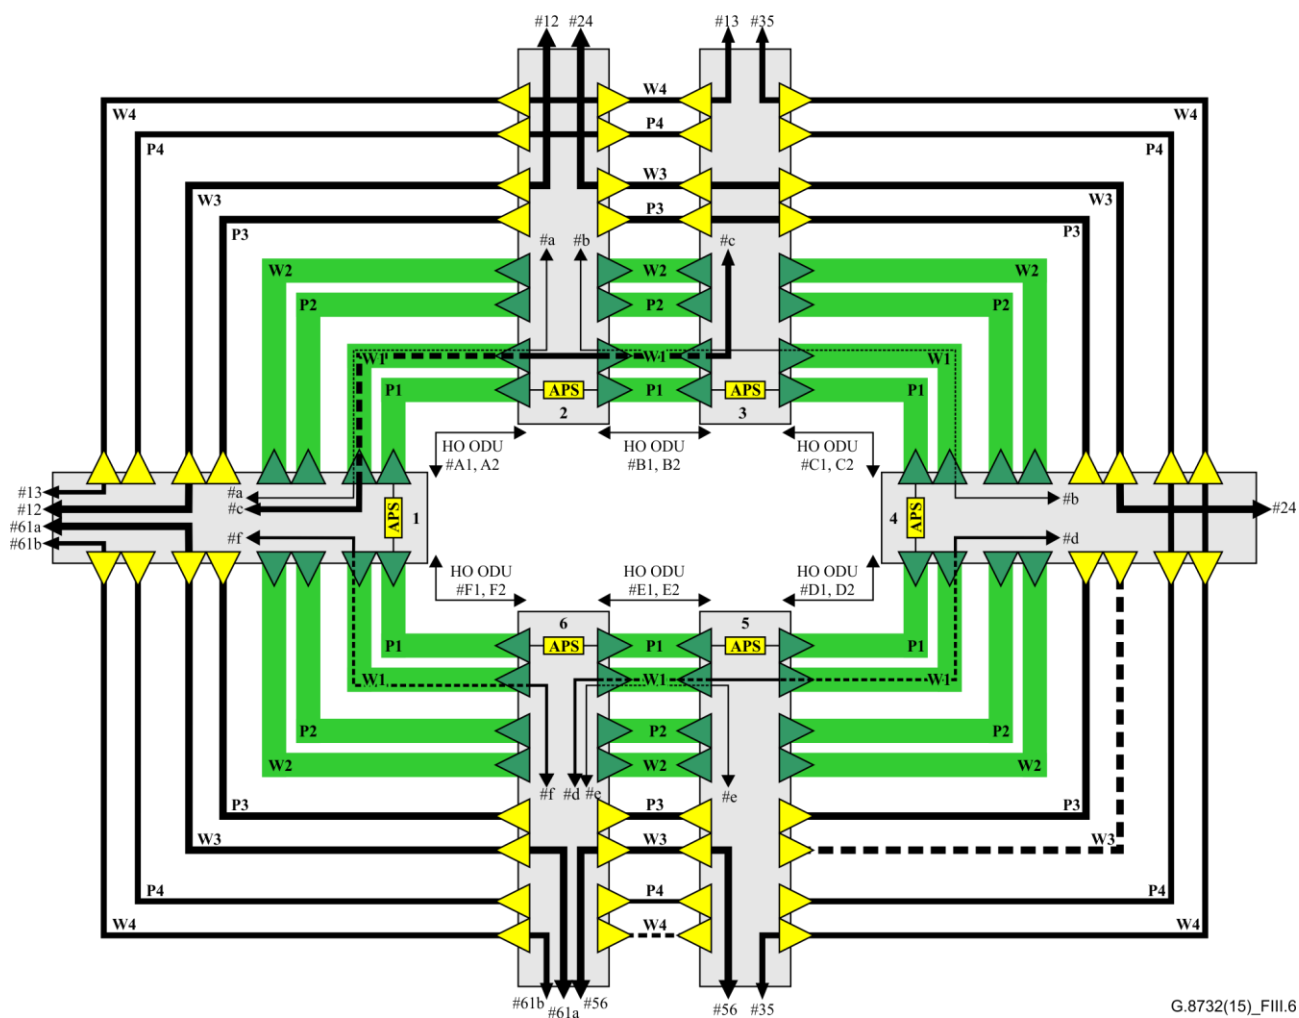 #12 #24 #13 #35
W4 W4 W4
P4 P4 P4
W3 W3 W3
P3 P3 P3
#a #b #c
W2 W2 W2
P2 P2 P2
W1 W1 W1
P1 APS P1 APS P1
2 3
HO ODU
#A1, A2
HO ODU
#B1, B2
HO ODU
#C1, C2
#13
#12
#61a
#61b
#a
#c
#f
APS
1
4
APS
#b
#d
#24
HO ODU
#F1, F2
HO ODU
#E1, E2
HO ODU
#D1, D2
6 5
P1 APS P1 APS P1
W1 W1 W1
P2 P2 P2
W2 W2 W2
#f #d #e #e
P3 P3 P3
W3 W3 W3
P4 P4 P4
W4 W4 W4
#61b #61a #56 #56 #35
G.8732(15)_FIII.6